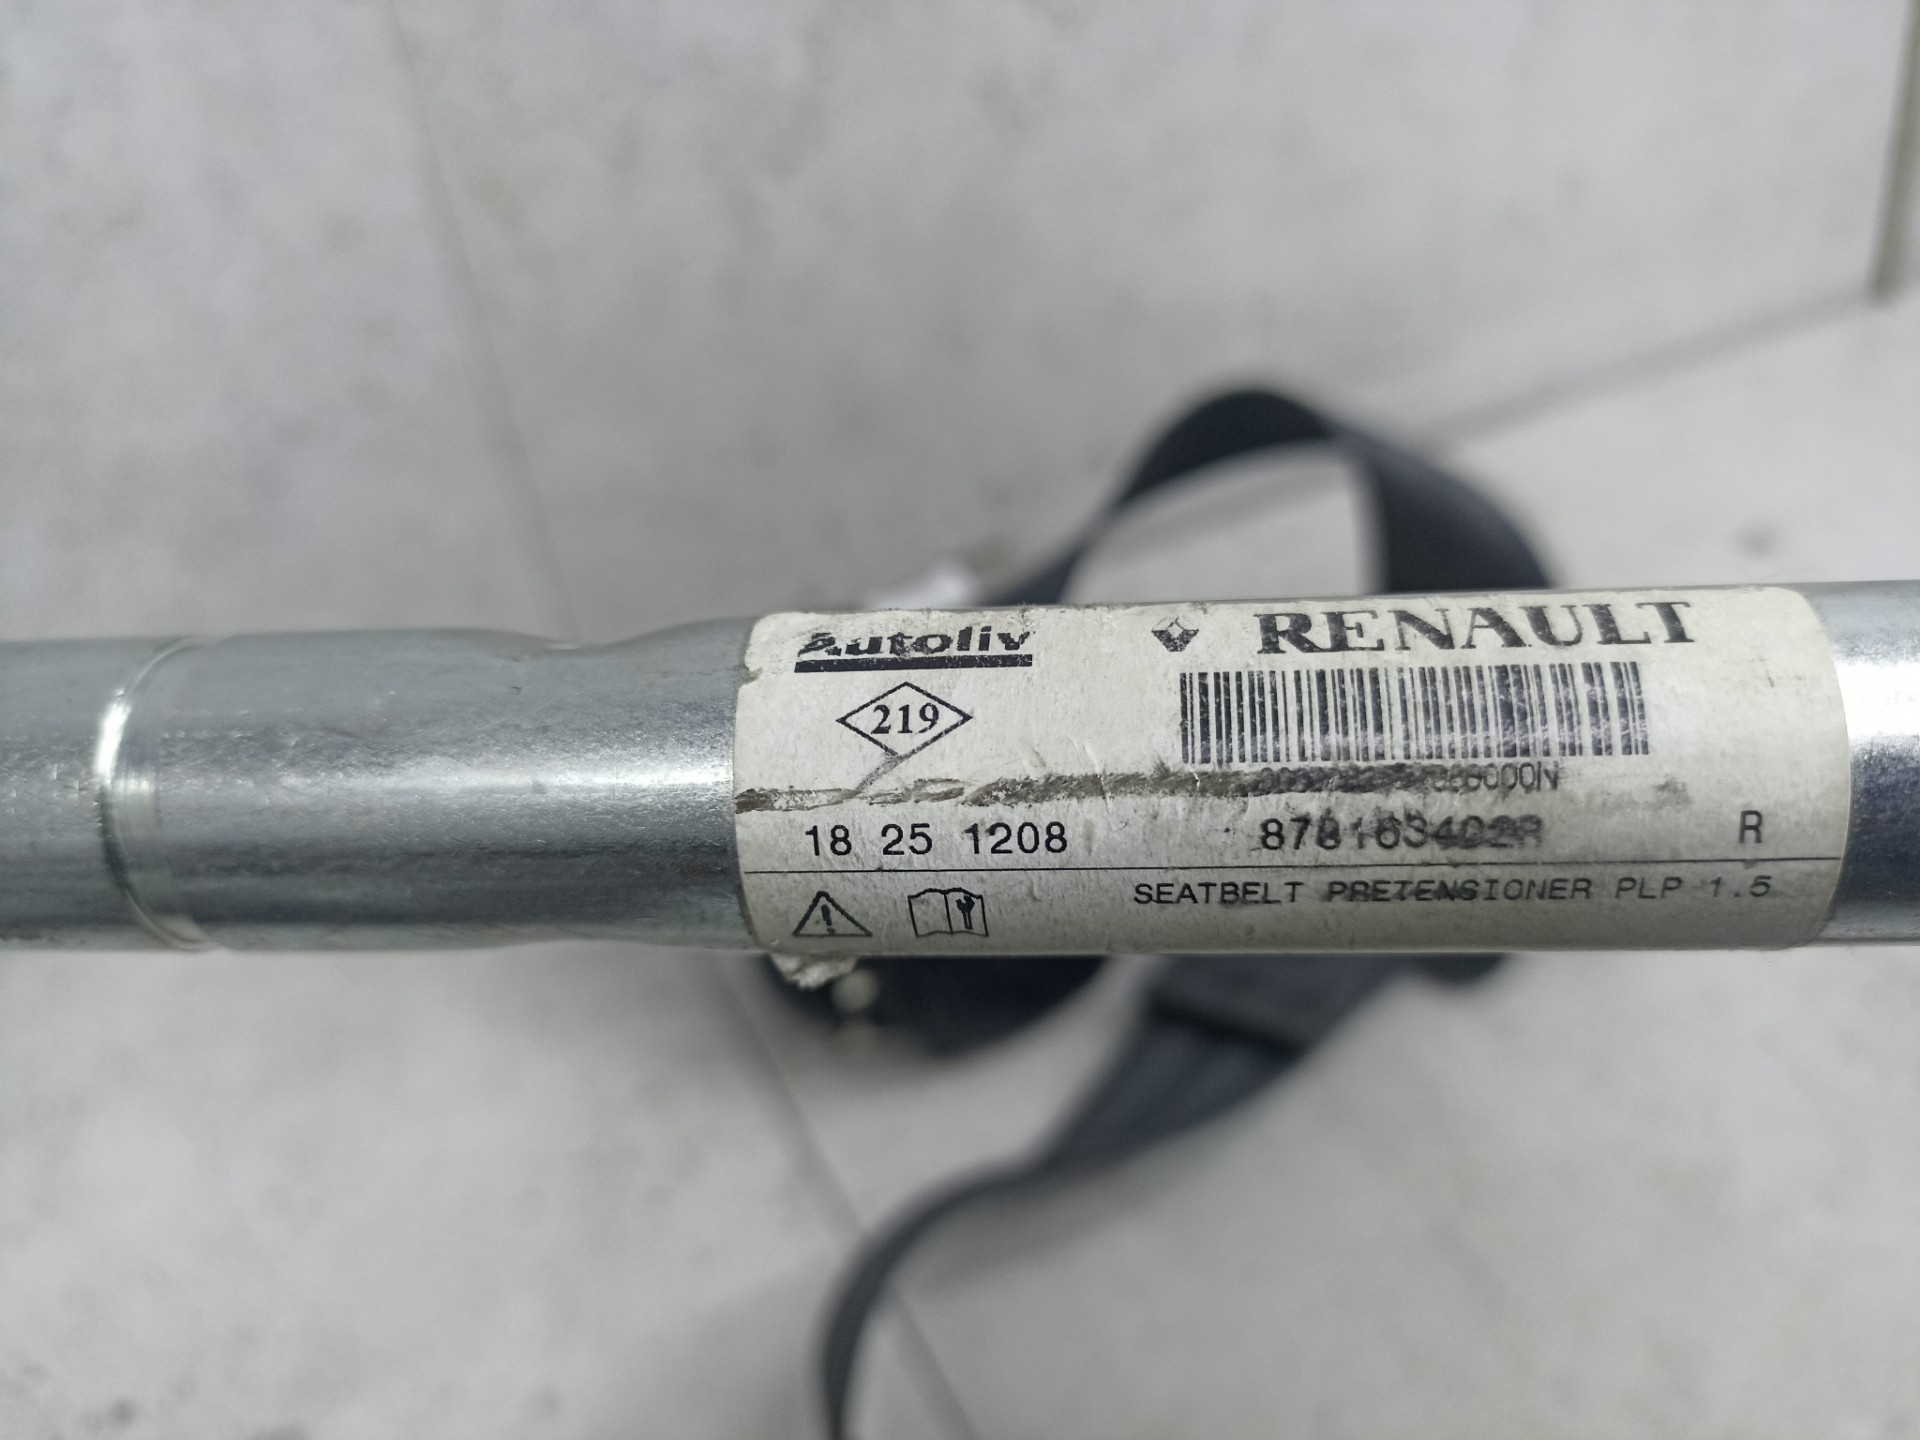 Autoliv
RENAULT
219
18 25 1208
R
SEATBELT PRETENSIONER PLP 1.5